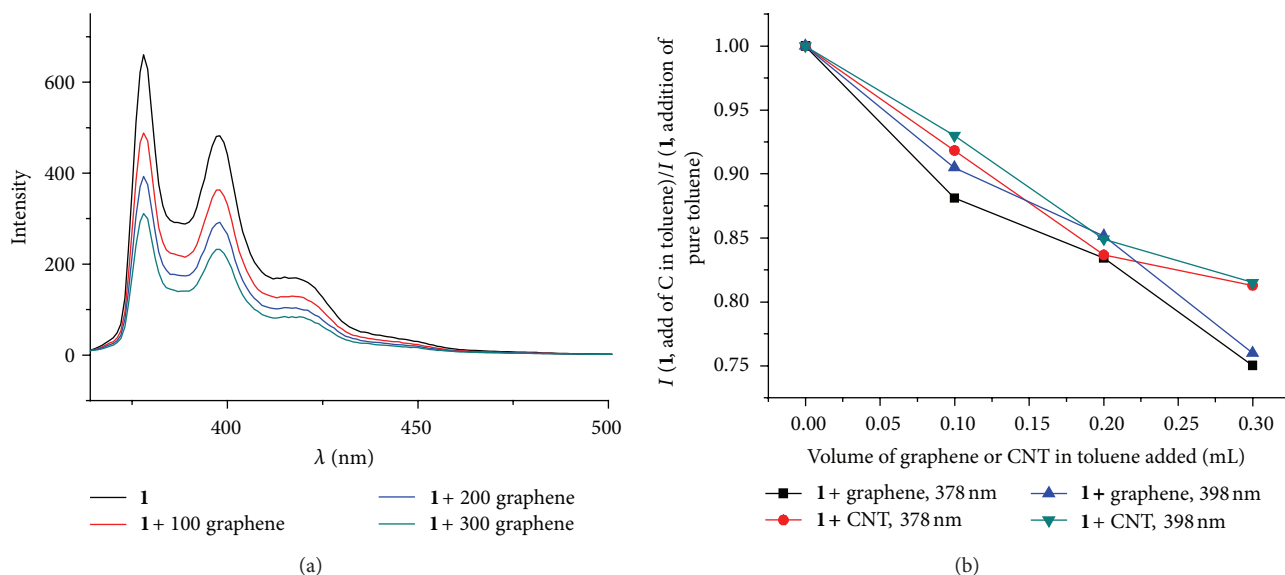 600
400
200
0
Intensity
400
450
500
λ (nm)
1
1 + 100 graphene
1 + 200 graphene
1 + 300 graphene
(a)
1.00
0.95
0.90
0.85
0.80
0.75
I (1, add of C in toluene)/I (1, addition of
pure toluene)
0.00 0.05 0.10 0.15 0.20 0.25 0.30
Volume of graphene or CNT in toluene added (mL)
1 + graphene, 378 nm
1 + CNT, 378 nm
1 + graphene, 398 nm
1 + CNT, 398 nm
(b)